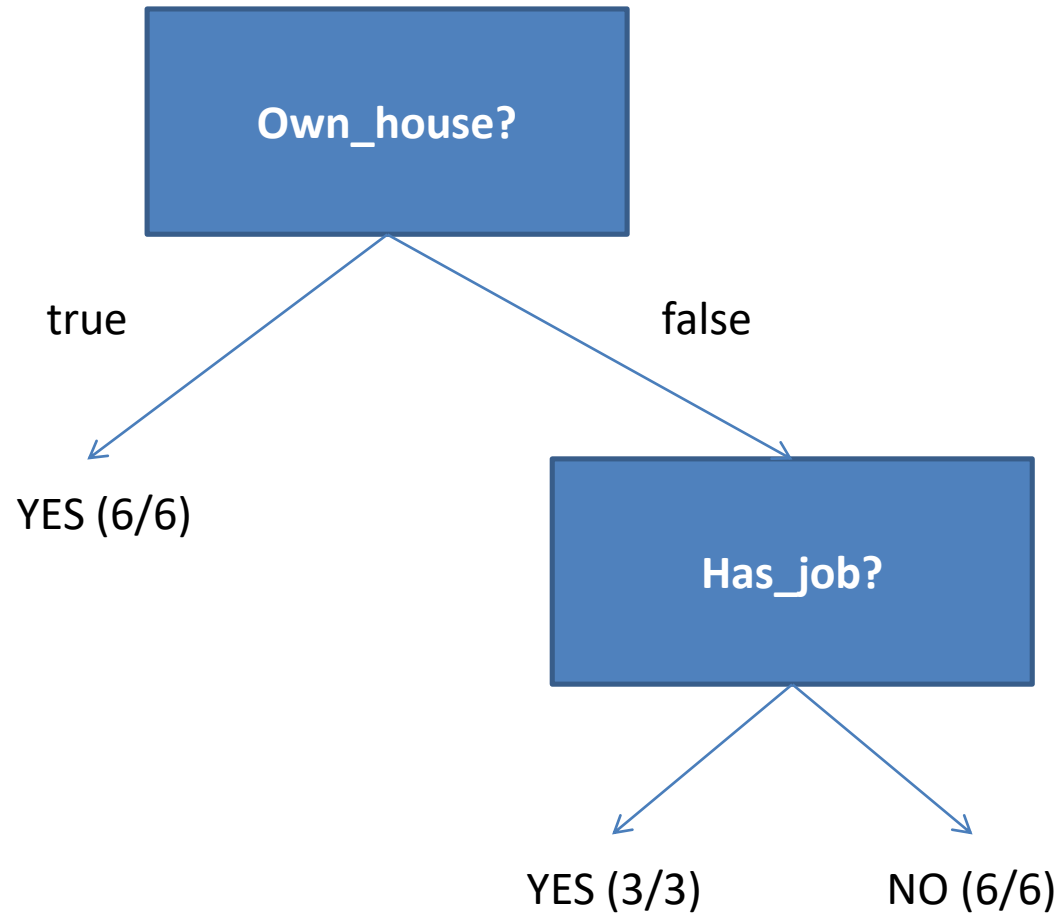 Own_house?
true
false
YES (6/6)
Has_job?
YES (3/3)
NO (6/6)